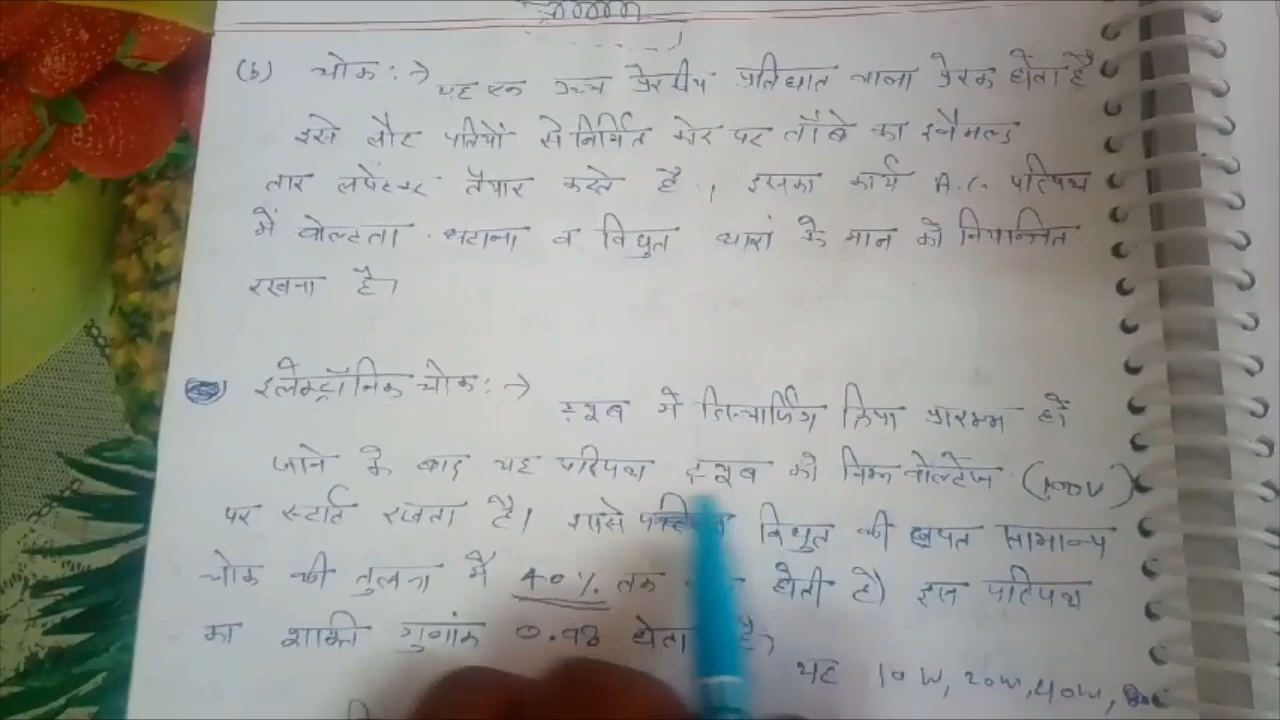 (b) चोक :→ यह एक उच्च प्रेरकीय प्रतिघात वाला प्रेरक होता है
इसे लौह पत्तियों से निर्मित कोर पर ताँबे का इनैमल्ड
तार लपेटकर तैयार करते है । इसका कार्य A.C. परिपथ
में वोल्टता घटाना व विधुत धारा के मान को नियन्त्रित
रखना है।
इलेक्ट्रॉनिक चोक :→ ट्यूब में डिस्चार्जिंग क्रिया प्रारम्भ हो
जाने के बाद यह परिपथ ट्यूब को निम्न वोल्टेज (100V)
पर स्टार्ट रखता है। विधुत की खपत सामान्य
चोक की तुलना में 40% तक होती है। इस परिपथ
का शक्ति गुणांक 0.98 होता है,
यह 10W, 20W, 40W,